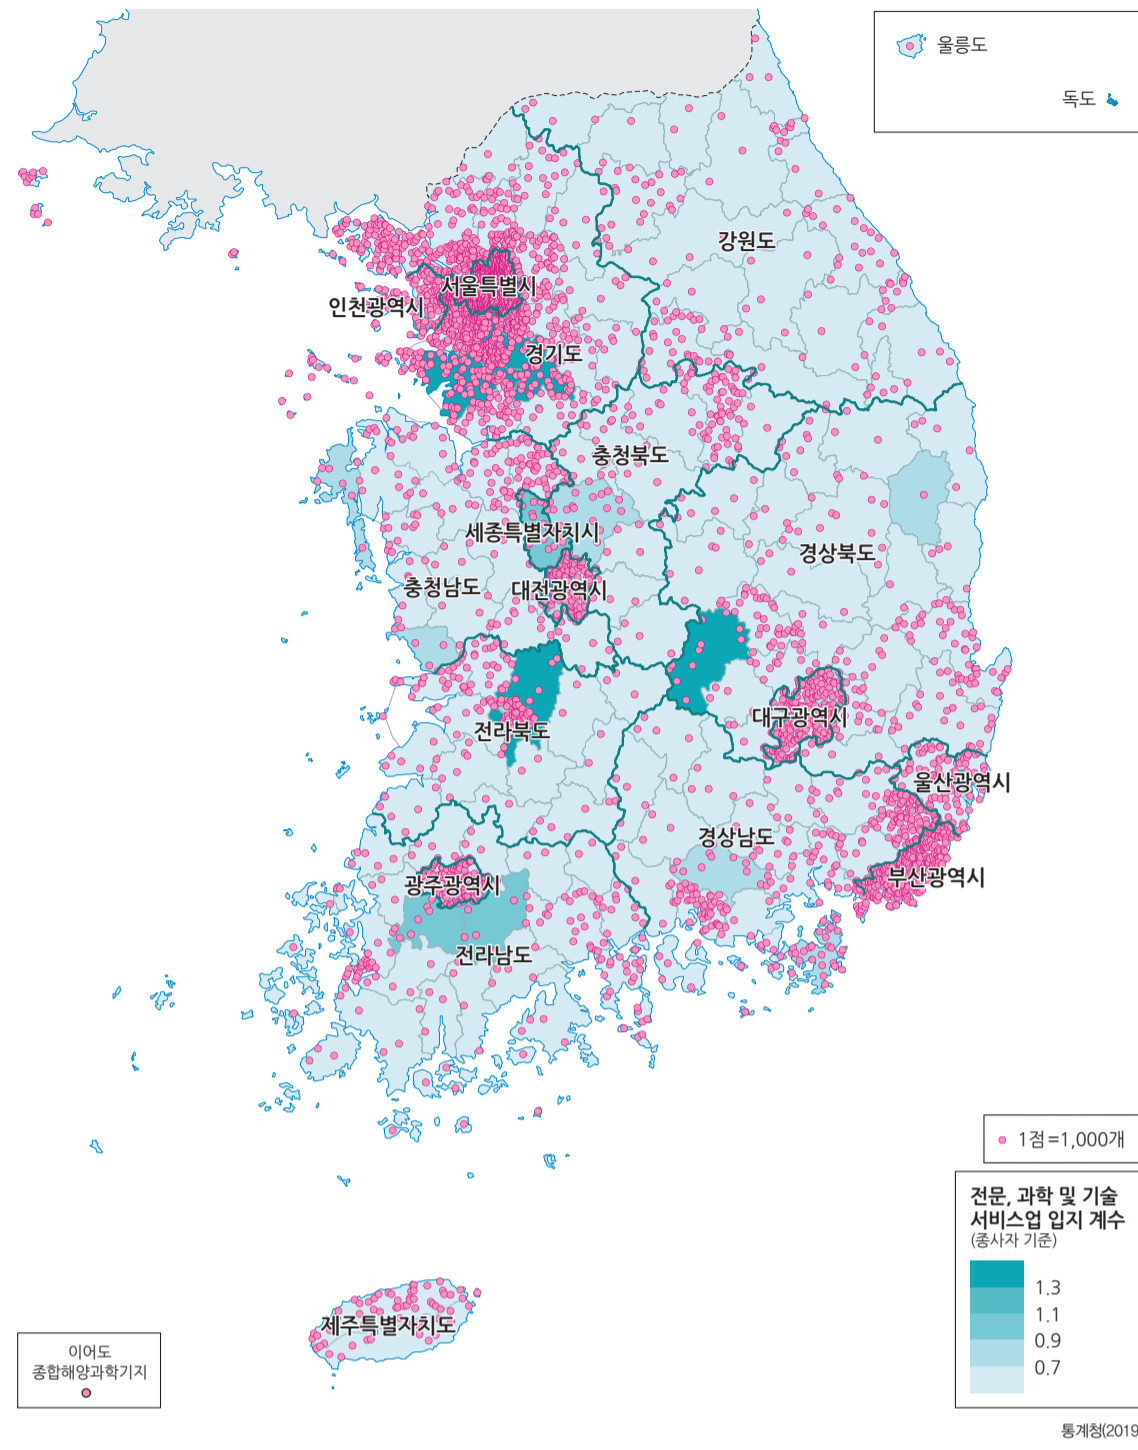 울릉도
독도
강원도
서울특별시
인천광역시
경기도
충청북도
세종특별자치시
경상북도
충청남도
대전광역시
대구광역시
전라북도
울산광역시
경상남도
부산광역시
광주광역시
전라남도
1점=1,000개
전문, 과학 및 기술
서비스업 입지 계수
(종사자 기준)
1.3
1.1
0.9
0.7
제주특별자치도
이어도
종합해양과학기지
통계청(2019